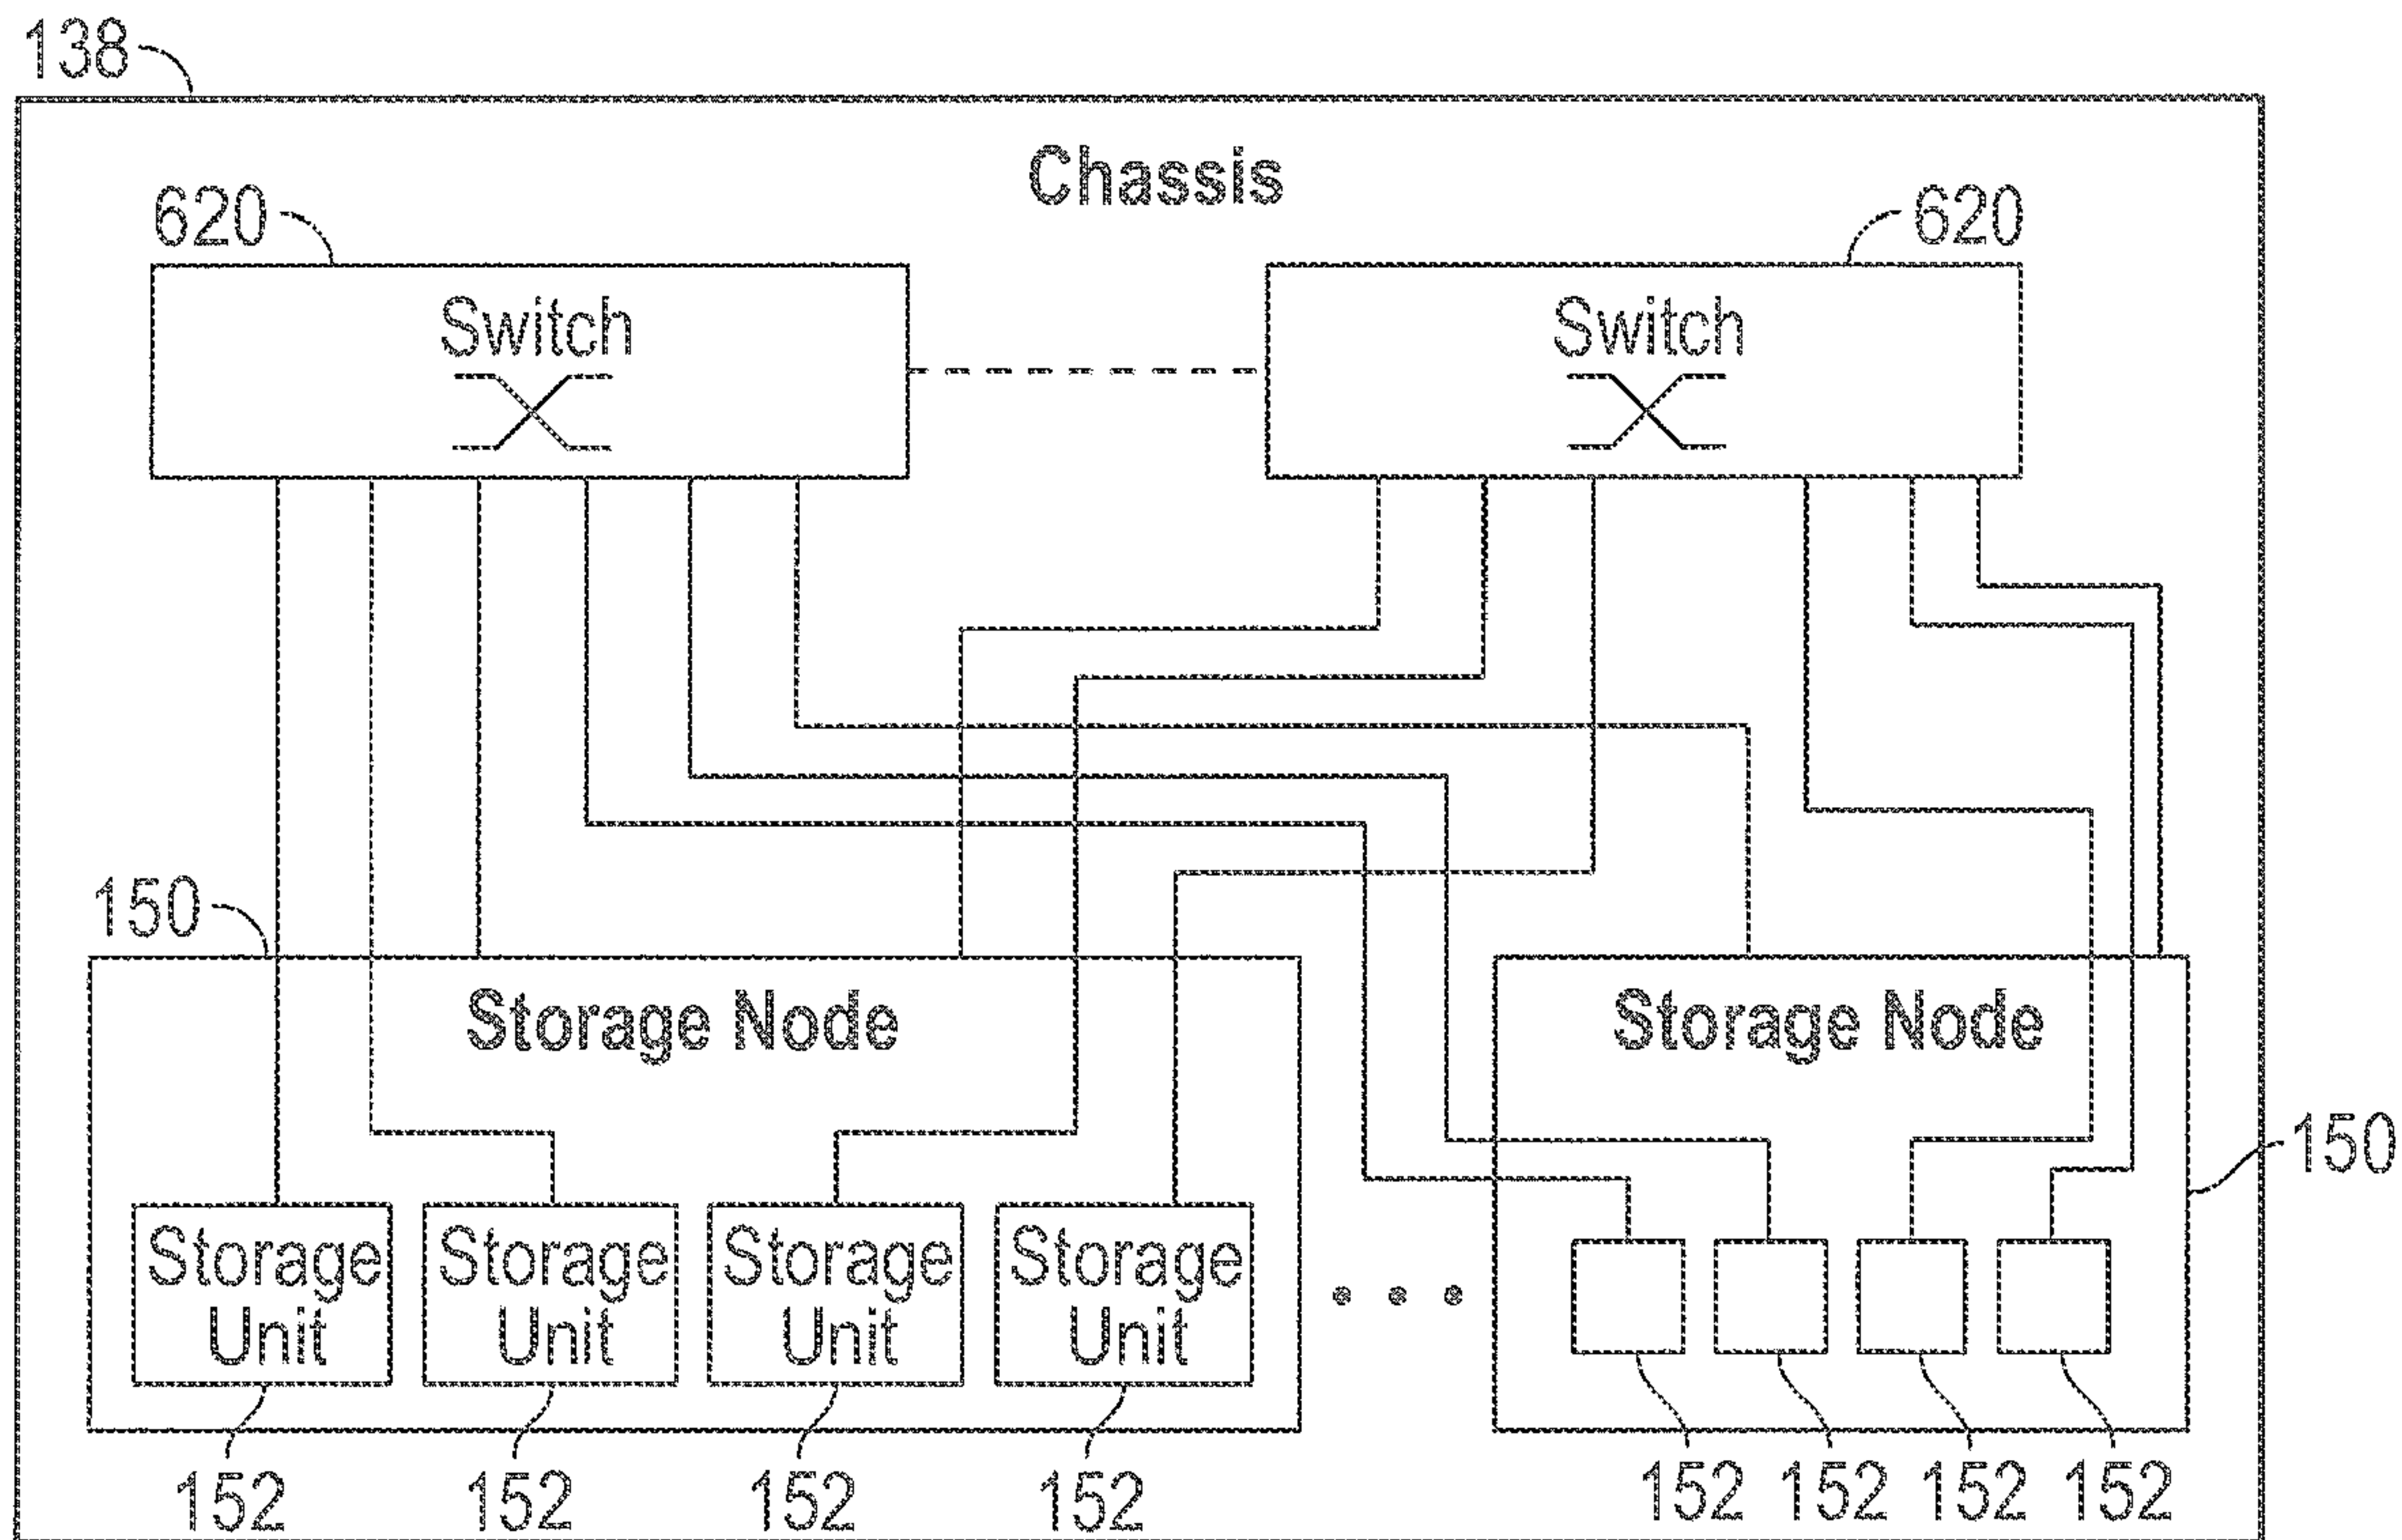 138
Chassis
620
620
Switch
Switch
150
Storage Node
Storage Node
150
Storage
Unit
Storage
Unit
Storage
Unit
Storage
Unit
152
152
152
152
152
152
152
152